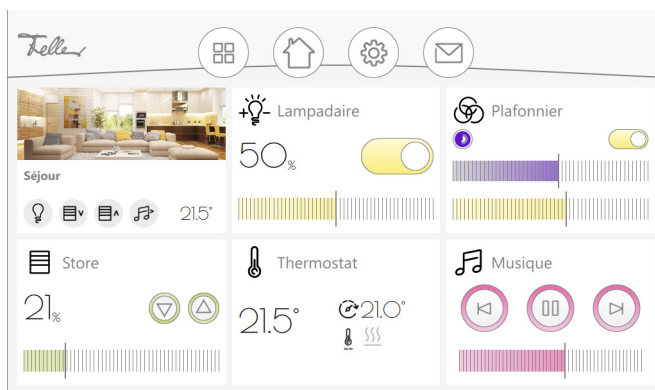 Feller
Lampadaire
50%
Plafonnier
Séjour
21.5°
Store
21%
Thermostat
21.5°
21.0°
Musique